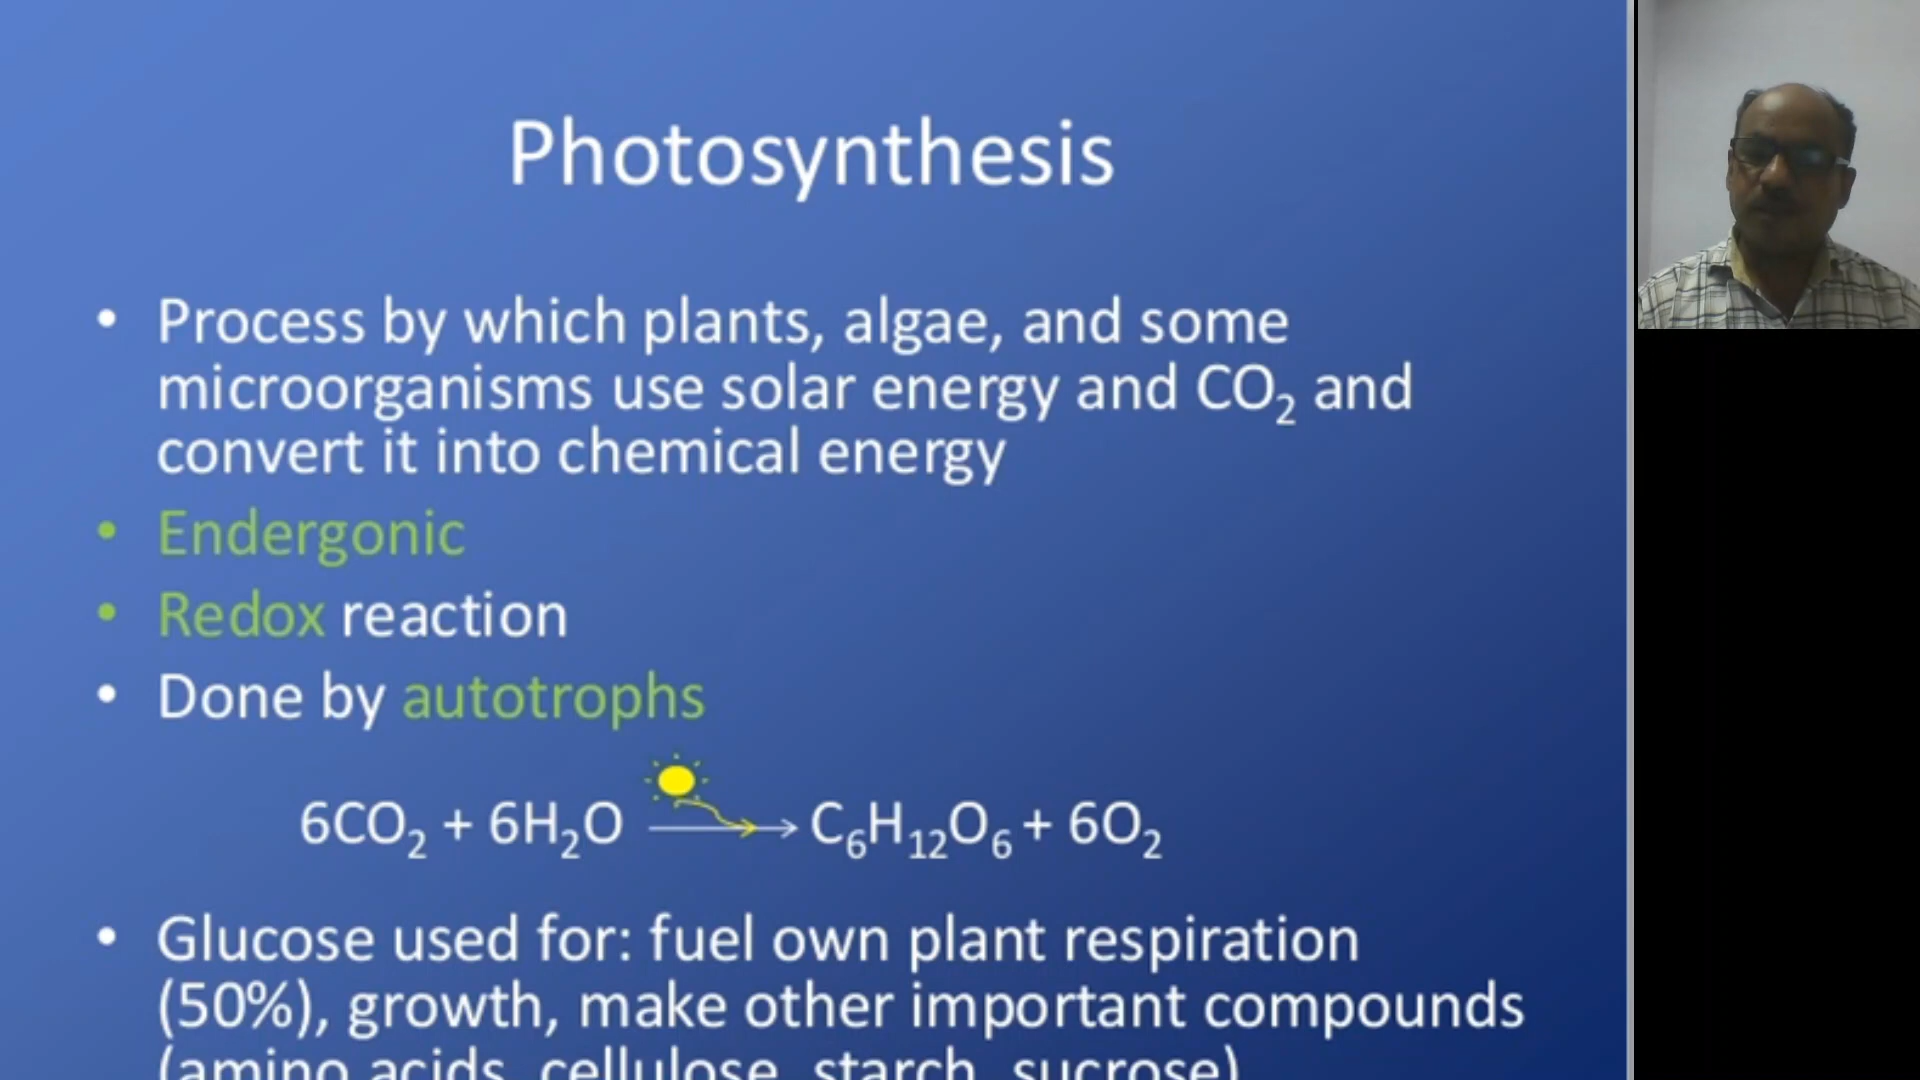 Photosynthesis
• Process by which plants, algae, and some
microorganisms use solar energy and CO₂ and
convert it into chemical energy
• Endergonic
• Redox reaction
• Done by autotrophs
6CO₂ + 6H₂O → C₆H₁₂O₆ + 6O₂
• Glucose used for: fuel own plant respiration
(50%), growth, make other important compounds
(amino acids, cellulose, starch, sucrose)